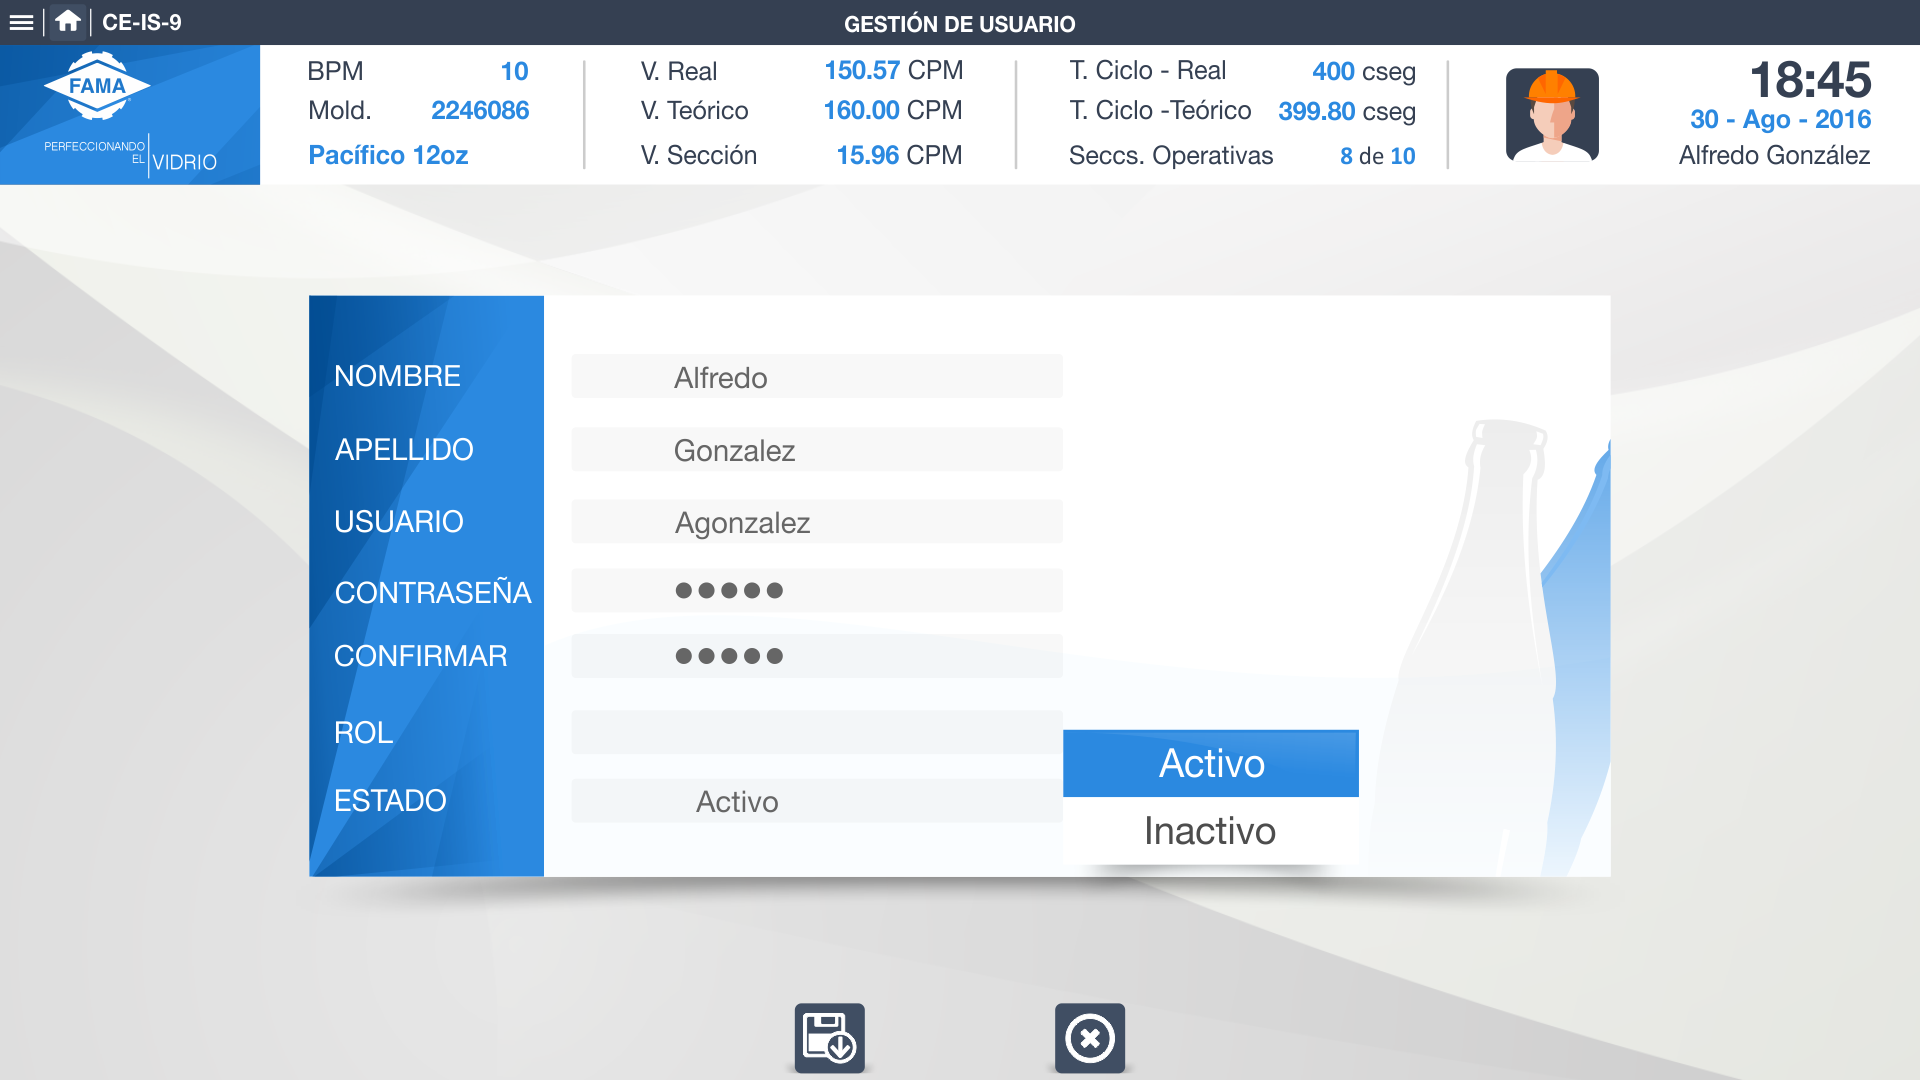 CE-IS-9
GESTIÓN DE USUARIO
FAMA
PERFECCIONANDO
EL
VIDRIO
BPM 10
Mold. 2246086
Pacífico 12oz
V. Real 150.57 CPM
V. Teórico 160.00 CPM
V. Sección 15.96 CPM
T. Ciclo - Real 400 cseg
T. Ciclo -Teórico 399.80 cseg
Seccs. Operativas 8 de 10
18:45
30 - Ago - 2016
Alfredo González
NOMBRE Alfredo
APELLIDO Gonzalez
USUARIO Agonzalez
CONTRASEÑA ●●●●●
CONFIRMAR ●●●●●
ROL
ESTADO Activo
Activo
Inactivo